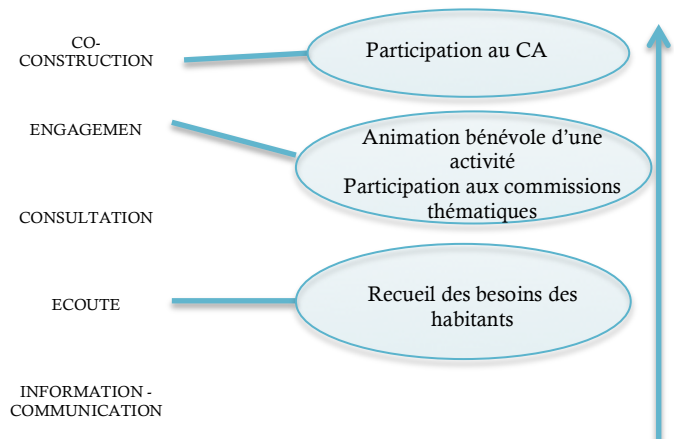 CO-
CONSTRUCTION
Participation au CA
ENGAGEMEN
Animation bénévole d'une
activité
Participation aux commissions
thématiques
CONSULTATION
ECOUTE
Recueil des besoins des
habitants
INFORMATION -
COMMUNICATION